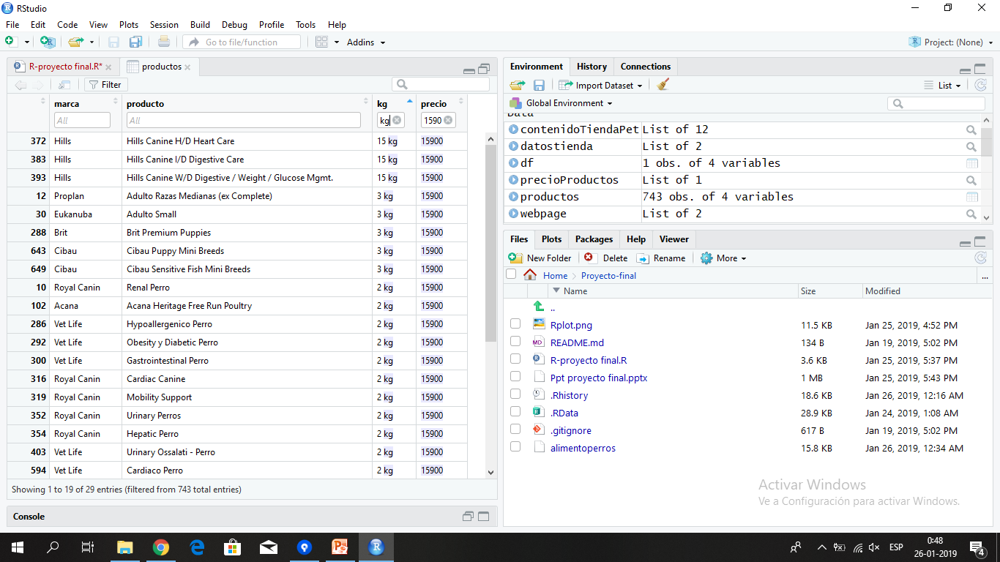 RStudio
File Edit Code View Plots Session Build Debug Profile Tools Help
Go to file/function Addins Project: (None)
R-proyecto final.R* productos
Filter
marca producto kg precio
All All kg 1590
372 Hills Hills Canine H/D Heart Care 15 kg 15900
383 Hills Hills Canine I/D Digestive Care 15 kg 15900
393 Hills Hills Canine W/D Digestive / Weight / Glucose Mgmt. 15 kg 15900
12 Proplan Adulto Razas Medianas (ex Complete) 3 kg 15900
30 Eukanuba Adulto Small 3 kg 15900
288 Brit Brit Premium Puppies 3 kg 15900
643 Cibau Cibau Puppy Mini Breeds 3 kg 15900
649 Cibau Cibau Sensitive Fish Mini Breeds 3 kg 15900
10 Royal Canin Renal Perro 2 kg 15900
102 Acana Acana Heritage Free Run Poultry 2 kg 15900
286 Vet Life Hypoallergenico Perro 2 kg 15900
292 Vet Life Obesity y Diabetic Perro 2 kg 15900
300 Vet Life Gastrointestinal Perro 2 kg 15900
316 Royal Canin Cardiac Canine 2 kg 15900
319 Royal Canin Mobility Support 2 kg 15900
352 Royal Canin Urinary Perros 2 kg 15900
354 Royal Canin Hepatic Perro 2 kg 15900
403 Vet Life Urinary Ossalati - Perro 2 kg 15900
594 Vet Life Cardiaco Perro 2 kg 15900
Showing 1 to 19 of 29 entries (filtered from 743 total entries)
Console
Environment History Connections
Import Dataset List
Global Environment
Data
contenidoTiendaPet List of 12
datostienda List of 2
df 1 obs. of 4 variables
precioProductos List of 1
productos 743 obs. of 4 variables
webpage List of 2
Files Plots Packages Help Viewer
New Folder Delete Rename More
Home Proyecto-final ...
Name Size Modified
..
Rplot.png 11.5 KB Jan 25, 2019, 4:52 PM
MD README.md 134 B Jan 19, 2019, 5:02 PM
R-proyecto final.R 3.6 KB Jan 25, 2019, 5:37 PM
Ppt proyecto final.pptx 1 MB Jan 25, 2019, 5:43 PM
.Rhistory 18.6 KB Jan 26, 2019, 12:16 AM
.RData 28.9 KB Jan 24, 2019, 1:08 AM
.gitignore 617 B Jan 19, 2019, 5:02 PM
alimentoperros 15.8 KB Jan 26, 2019, 12:34 AM
Activar Windows
Ve a Configuración para activar Windows.
ESP 0:48
26-01-2019
4